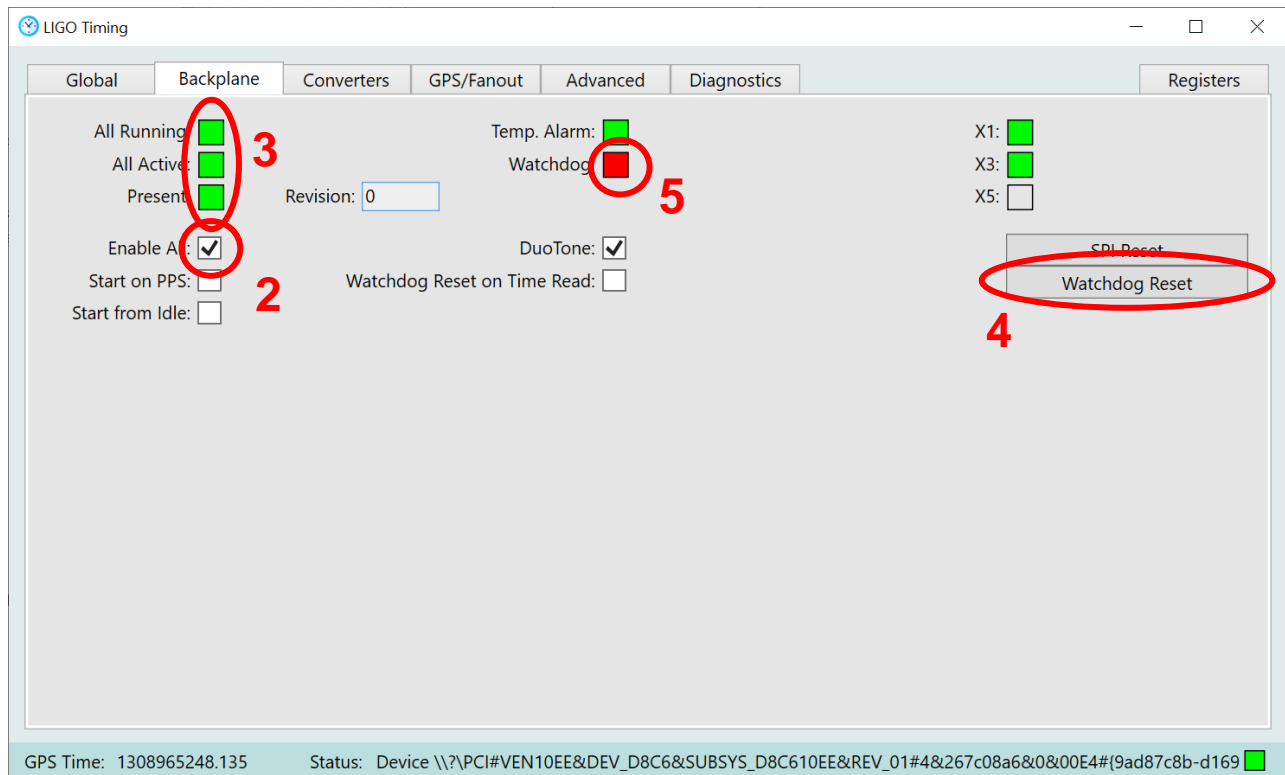 LIGO Timing
Global Backplane Converters GPS/Fanout Advanced Diagnostics Registers
All Running: Temp. Alarm: X1:
3
All Active: Watchdog: X3:
Present: Revision: 0 5 X5:
Enable All: DuoTone: SPI Reset
Start on PPS: 2 Watchdog Reset on Time Read: Watchdog Reset
Start from Idle: 4
GPS Time: 1308965248.135 Status: Device \\?\PCI#VEN10EE&DEV_D8C6&SUBSYS_D8C610EE&REV_01#4&267c08a6&0&00E4#{9ad87c8b-d169